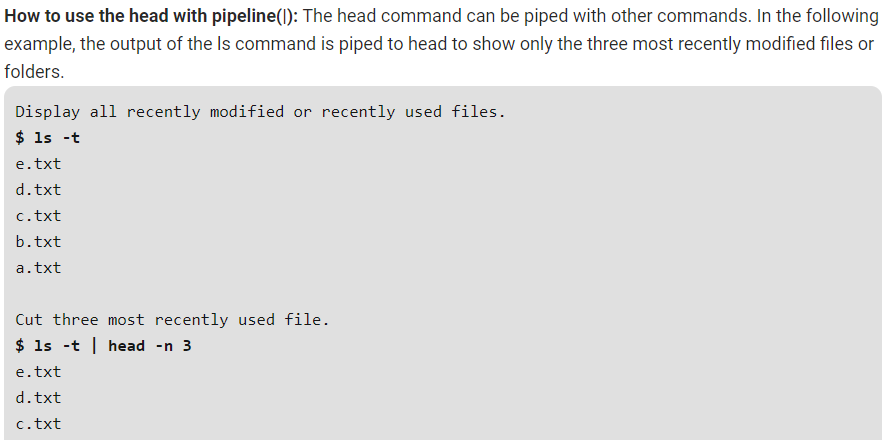 How to use the head with pipeline(|): The head command can be piped with other commands. In the following
example, the output of the ls command is piped to head to show only the three most recently modified files or
folders.
Display all recently modified or recently used files.
$ ls -t
e.txt
d.txt
c.txt
b.txt
a.txt
Cut three most recently used file.
$ ls -t | head -n 3
e.txt
d.txt
c.txt